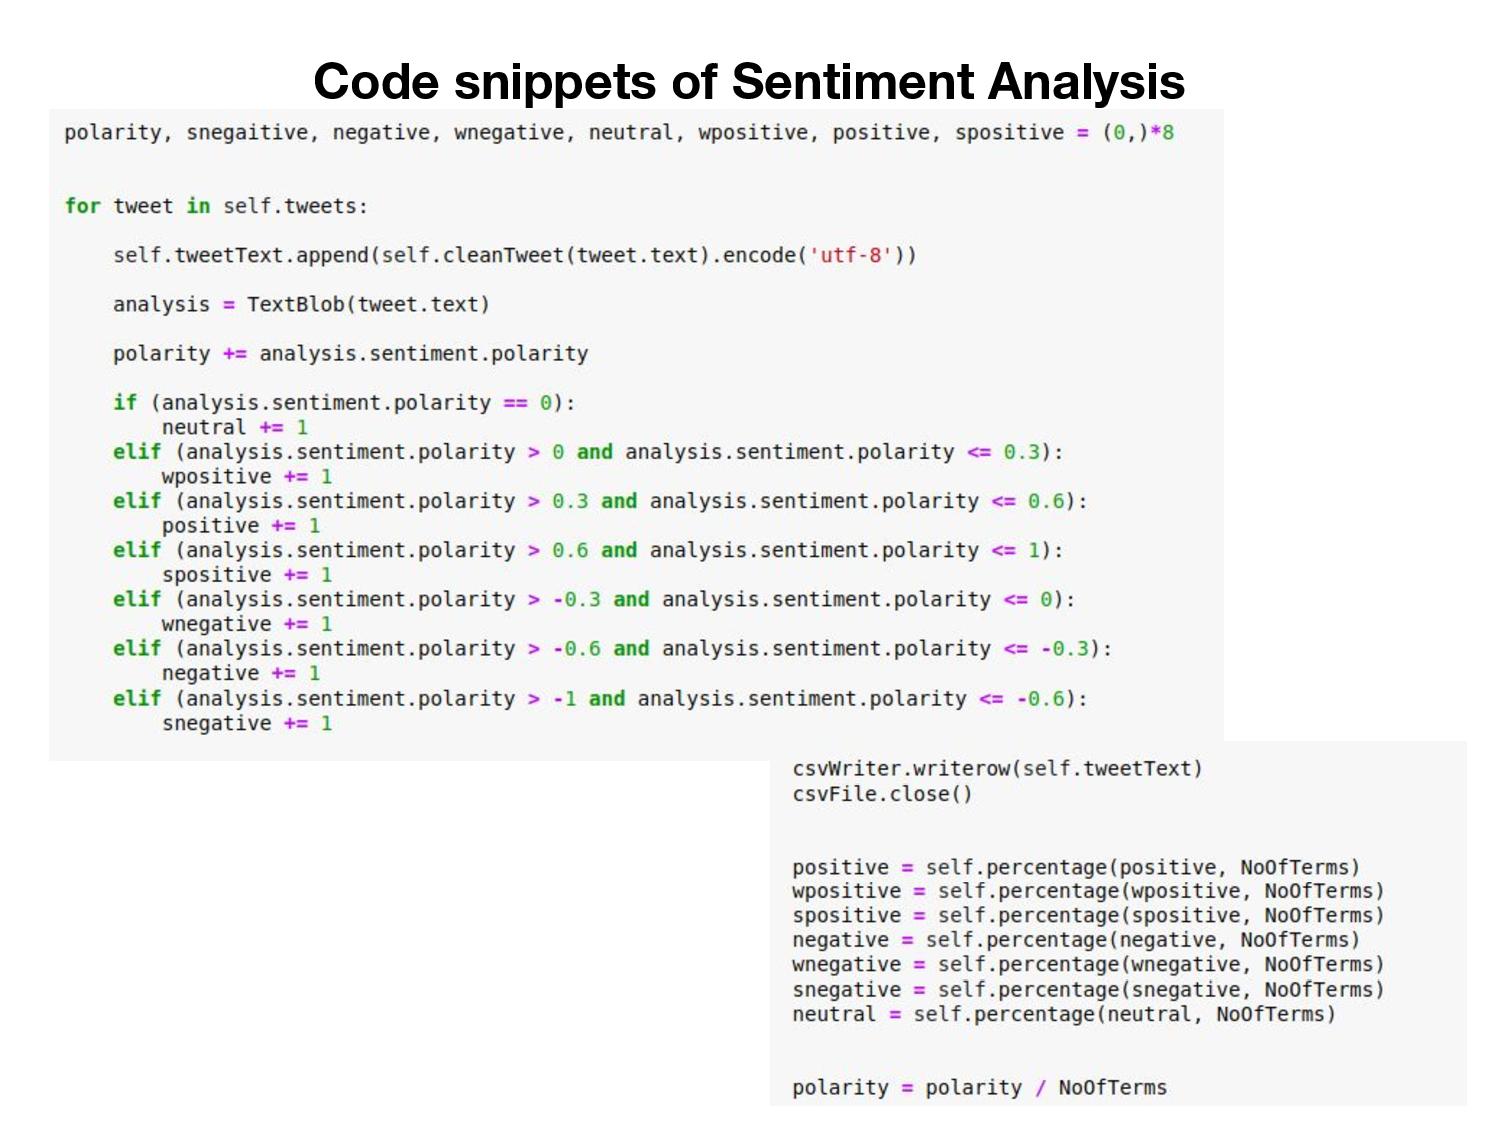 Code snippets of Sentiment Analysis
polarity, snegaitive, negative, wnegative, neutral, wpositive, positive, spositive = (0,)*8
for tweet in self.tweets:
    self.tweetText.append(self.cleanTweet(tweet.text).encode('utf-8'))
    analysis = TextBlob(tweet.text)
    polarity += analysis.sentiment.polarity
    if (analysis.sentiment.polarity == 0):
        neutral += 1
    elif (analysis.sentiment.polarity > 0 and analysis.sentiment.polarity <= 0.3):
        wpositive += 1
    elif (analysis.sentiment.polarity > 0.3 and analysis.sentiment.polarity <= 0.6):
        positive += 1
    elif (analysis.sentiment.polarity > 0.6 and analysis.sentiment.polarity <= 1):
        spositive += 1
    elif (analysis.sentiment.polarity > -0.3 and analysis.sentiment.polarity <= 0):
        wnegative += 1
    elif (analysis.sentiment.polarity > -0.6 and analysis.sentiment.polarity <= -0.3):
        negative += 1
    elif (analysis.sentiment.polarity > -1 and analysis.sentiment.polarity <= -0.6):
        snegative += 1
csvWriter.writerow(self.tweetText)
csvFile.close()
positive = self.percentage(positive, NoOfTerms)
wpositive = self.percentage(wpositive, NoOfTerms)
spositive = self.percentage(spositive, NoOfTerms)
negative = self.percentage(negative, NoOfTerms)
wnegative = self.percentage(wnegative, NoOfTerms)
snegative = self.percentage(snegative, NoOfTerms)
neutral = self.percentage(neutral, NoOfTerms)
polarity = polarity / NoOfTerms